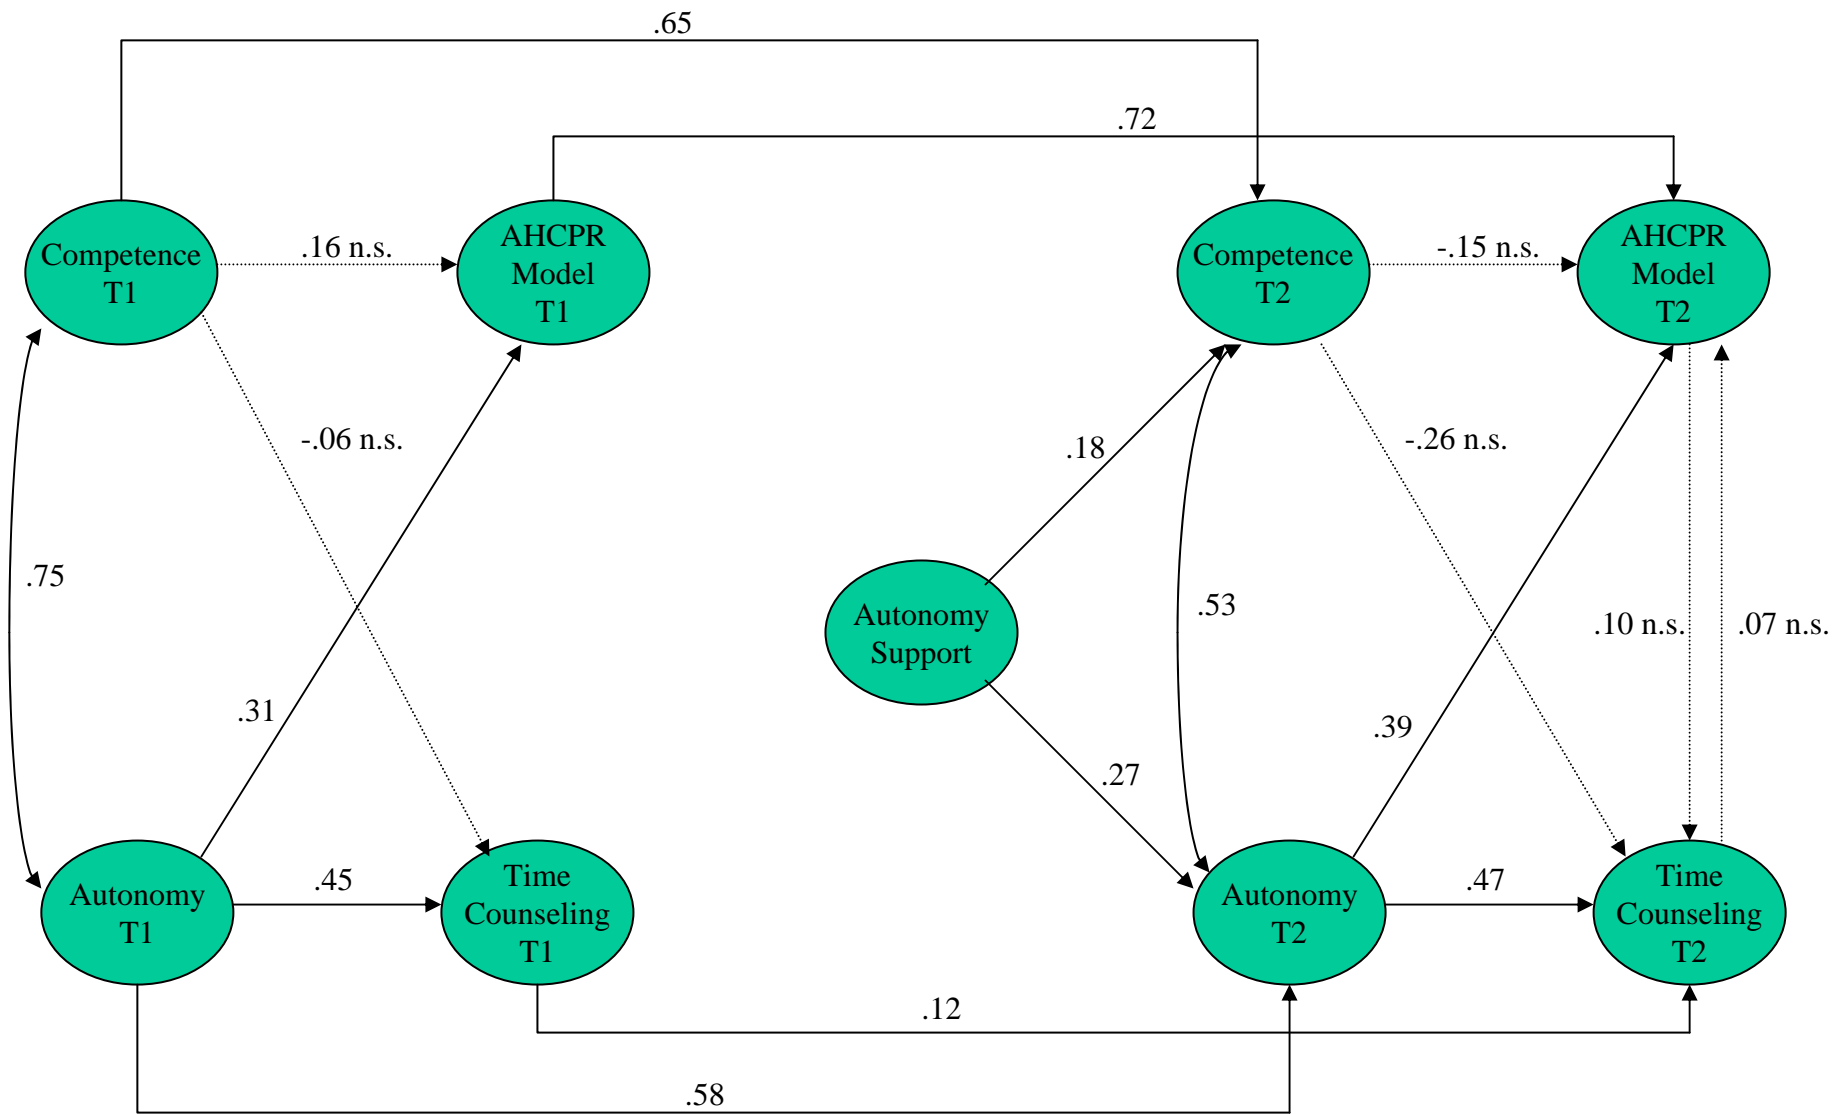 .65
.72
Competence
T1
.16 n.s.
AHCPR
Model
T1
Competence
T2
-.15 n.s.
AHCPR
Model
T2
-.06 n.s.
.18
-.26 n.s.
.75
.53
Autonomy
Support
.10 n.s.
.07 n.s.
.31
.39
.27
Autonomy
T1
.45
Time
Counseling
T1
Autonomy
T2
.47
Time
Counseling
T2
.12
.58